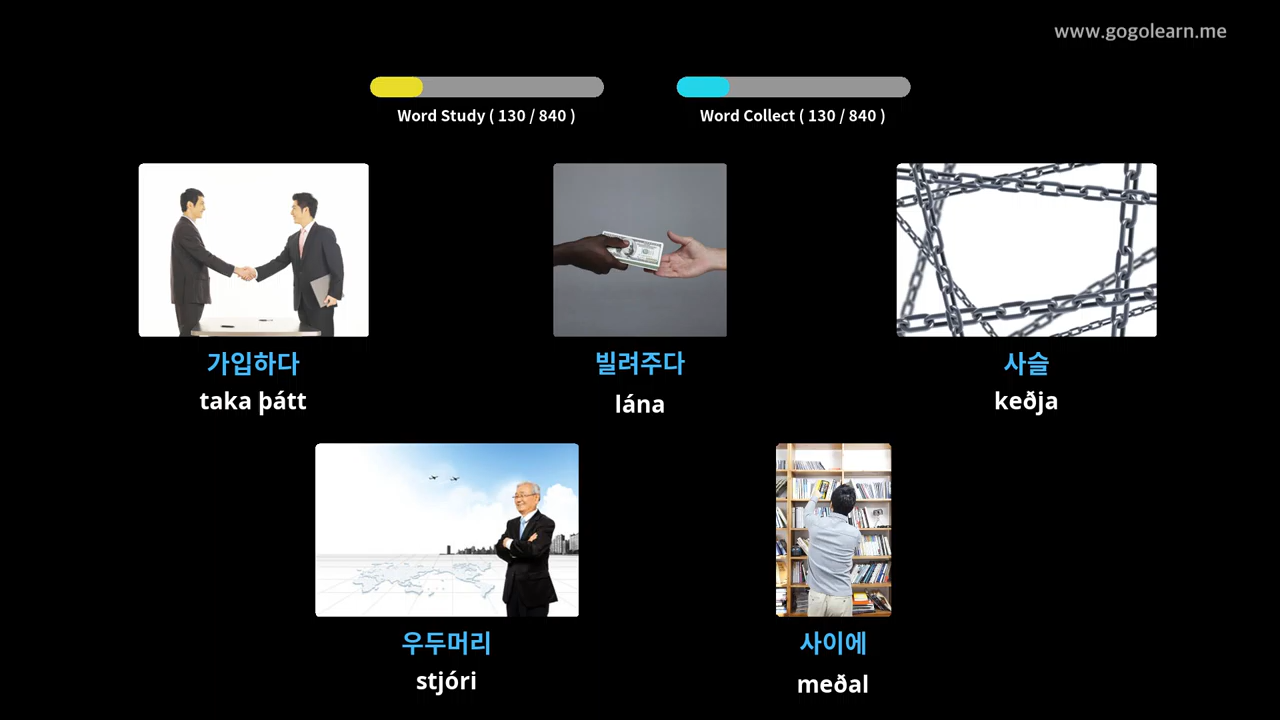 www.gogolearn.me
Word Study ( 130 / 840 )
Word Collect ( 130 / 840 )
가입하다
taka þátt
빌려주다
lána
사슬
keðja
우두머리
stjóri
사이에
meðal